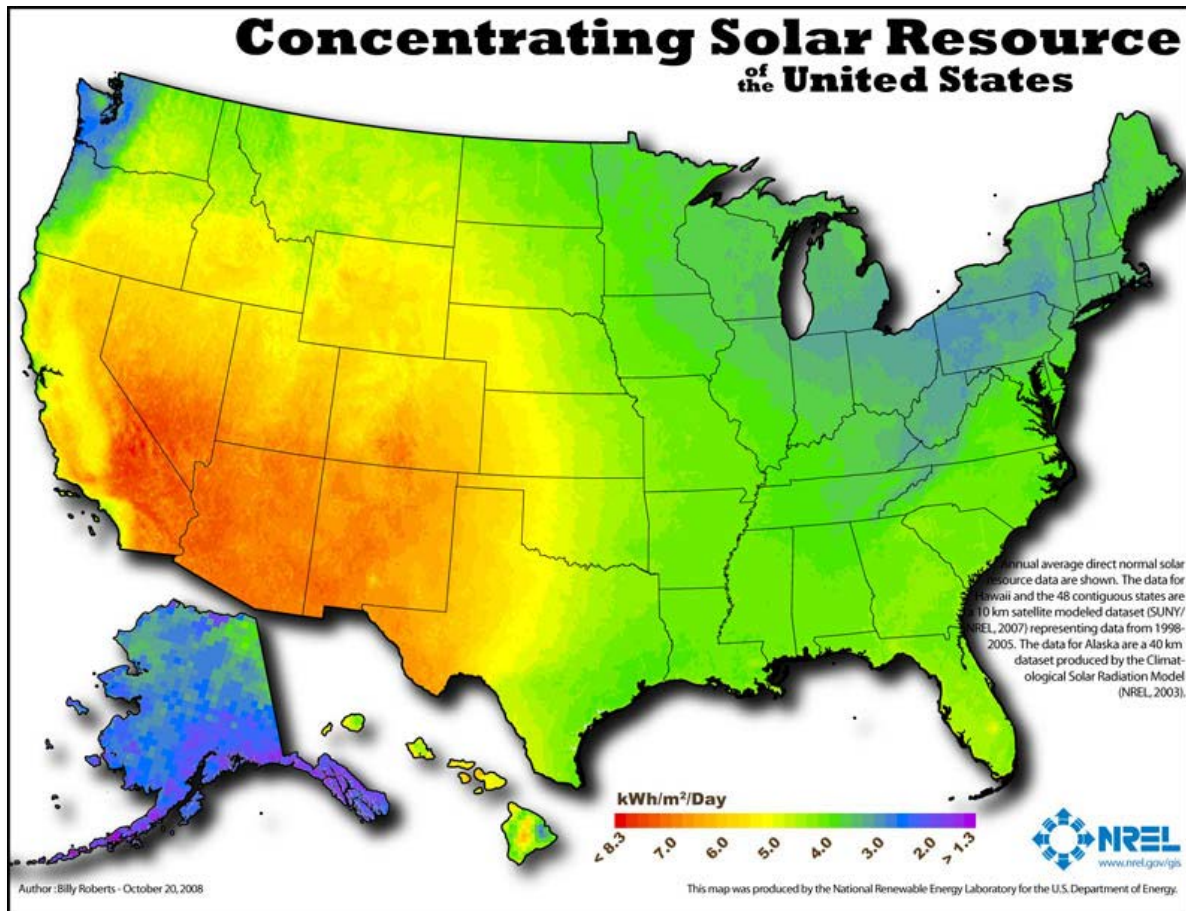 Concentrating Solar Resource
of the United States
Annual average direct normal solar
resource data are shown. The data for
Hawaii and the 48 contiguous states are
a 10 km satellite modeled dataset (SUNY/
NREL, 2007) representing data from 1998-
2005. The data for Alaska are a 40 km
dataset produced by the Climat-
ological Solar Radiation Model
(NREL, 2003).
kWh/m²/Day
< 8.3 7.0 6.0 5.0 4.0 3.0 2.0 > 1.3
NREL
www.nrel.gov/gis
Author : Billy Roberts - October 20, 2008
This map was produced by the National Renewable Energy Laboratory for the U.S. Department of Energy.